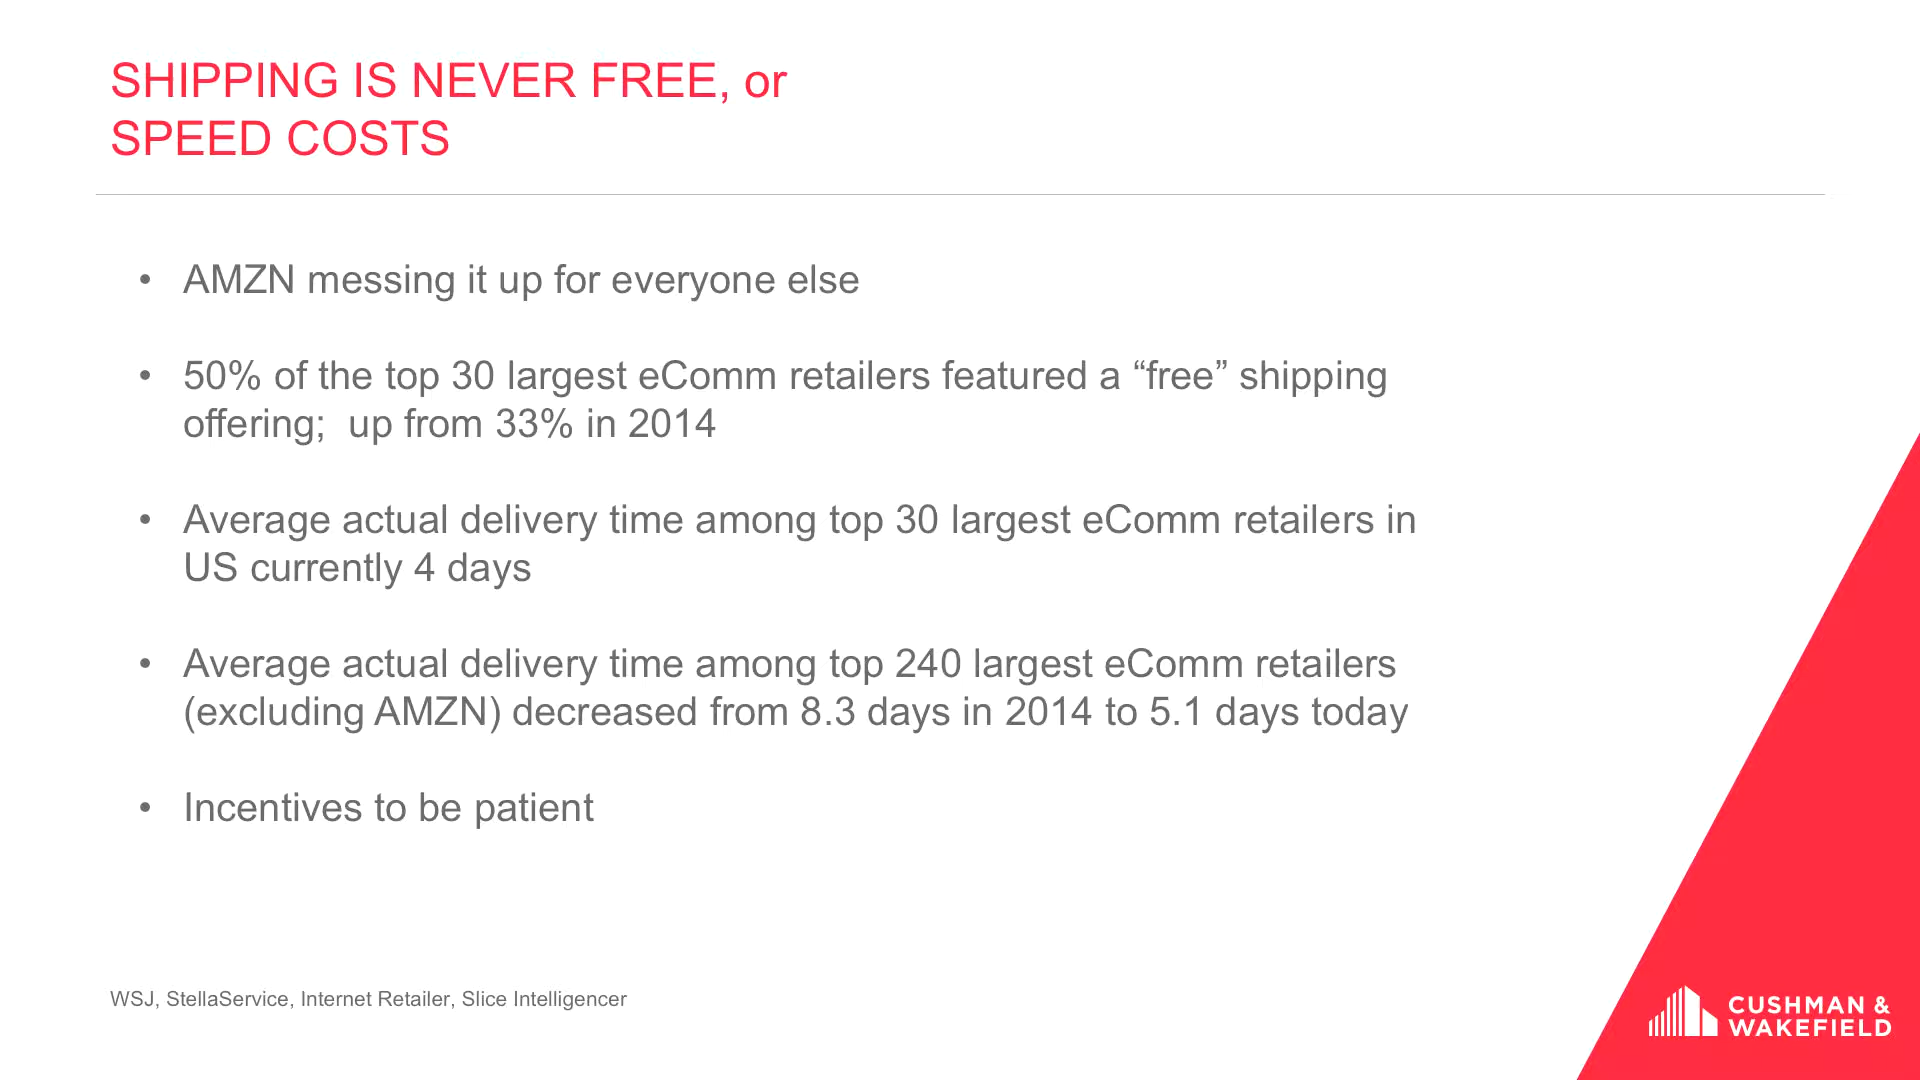 SHIPPING IS NEVER FREE, or
SPEED COSTS
• AMZN messing it up for everyone else
• 50% of the top 30 largest eComm retailers featured a “free” shipping
offering;  up from 33% in 2014
• Average actual delivery time among top 30 largest eComm retailers in
US currently 4 days
• Average actual delivery time among top 240 largest eComm retailers
(excluding AMZN) decreased from 8.3 days in 2014 to 5.1 days today
• Incentives to be patient
WSJ, StellaService, Internet Retailer, Slice Intelligencer
CUSHMAN &
WAKEFIELD